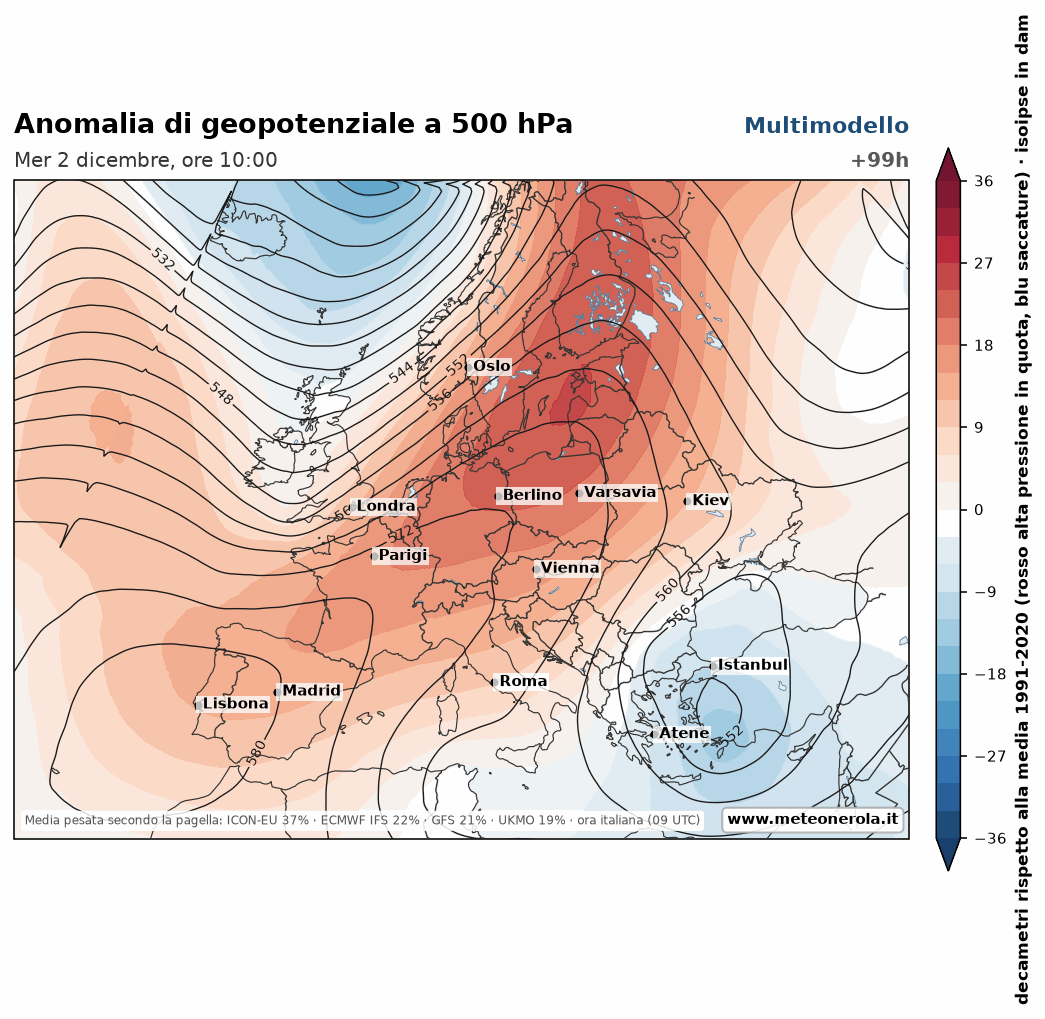 Anomalia di geopotenziale a 500 hPa
Multimodello
Mer 2 dicembre, ore 10:00
+99h
532
544
552
548
556
Oslo
Londra
Berlino
Varsavia
Kiev
572
Parigi
Vienna
560
556
Istanbul
Roma
Madrid
Lisbona
Atene
552
580
Media pesata secondo la pagella: ICON-EU 37% · ECMWF IFS 22% · GFS 21% · UKMO 19% · ora italiana (09 UTC)
www.meteonerola.it
36
27
18
9
0
−9
−18
−27
−36
decametri rispetto alla media 1991-2020 (rosso alta pressione in quota, blu saccature) · isoipse in dam